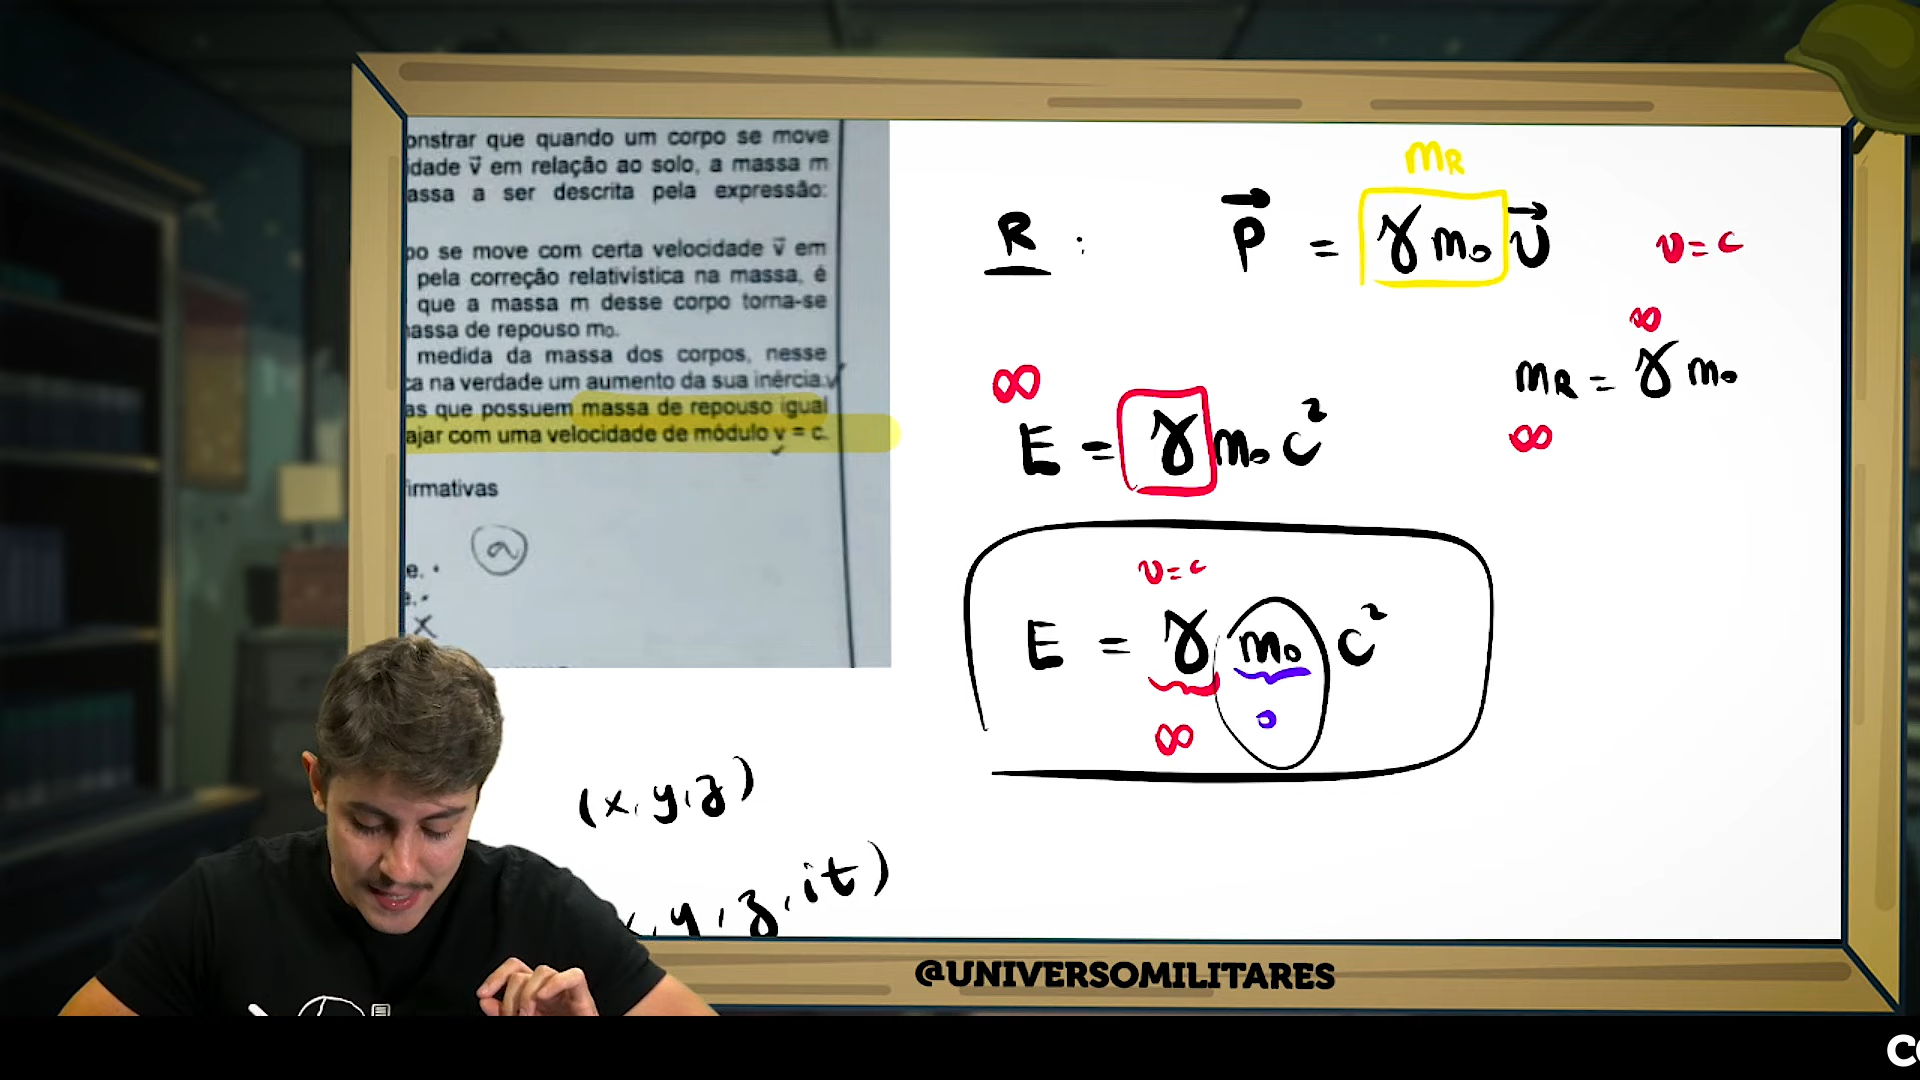 onstrar que quando um corpo se move
idade v⃗ em relação ao solo, a massa m
assa a ser descrita pela expressão:
po se move com certa velocidade v⃗ em
pela correção relativística na massa, é
que a massa m desse corpo torna-se
assa de repouso m₀.
medida da massa dos corpos, nesse
ca na verdade um aumento da sua inércia.
as que possuem massa de repouso igual
ajar com uma velocidade de módulo v = c.
irmativas
a
e.
e.
X
m_R
R : p⃗ = γ m₀ v⃗
v = c
∞
m_R = γ m₀
∞
∞
E = γ m₀ c²
v = c
E = γ m₀ c²
∞ 0
(x, y, z)
, y, z, it)
@UNIVERSOMILITARES